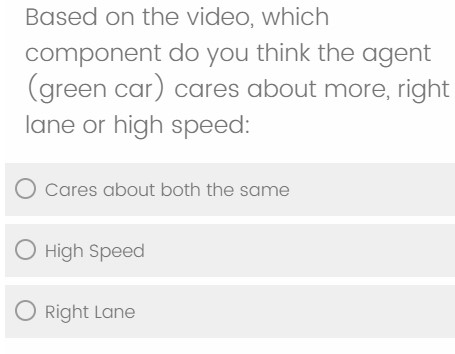 Based on the video, which
component do you think the agent
(green car) cares about more, right
lane or high speed:
Cares about both the same
High Speed
Right Lane